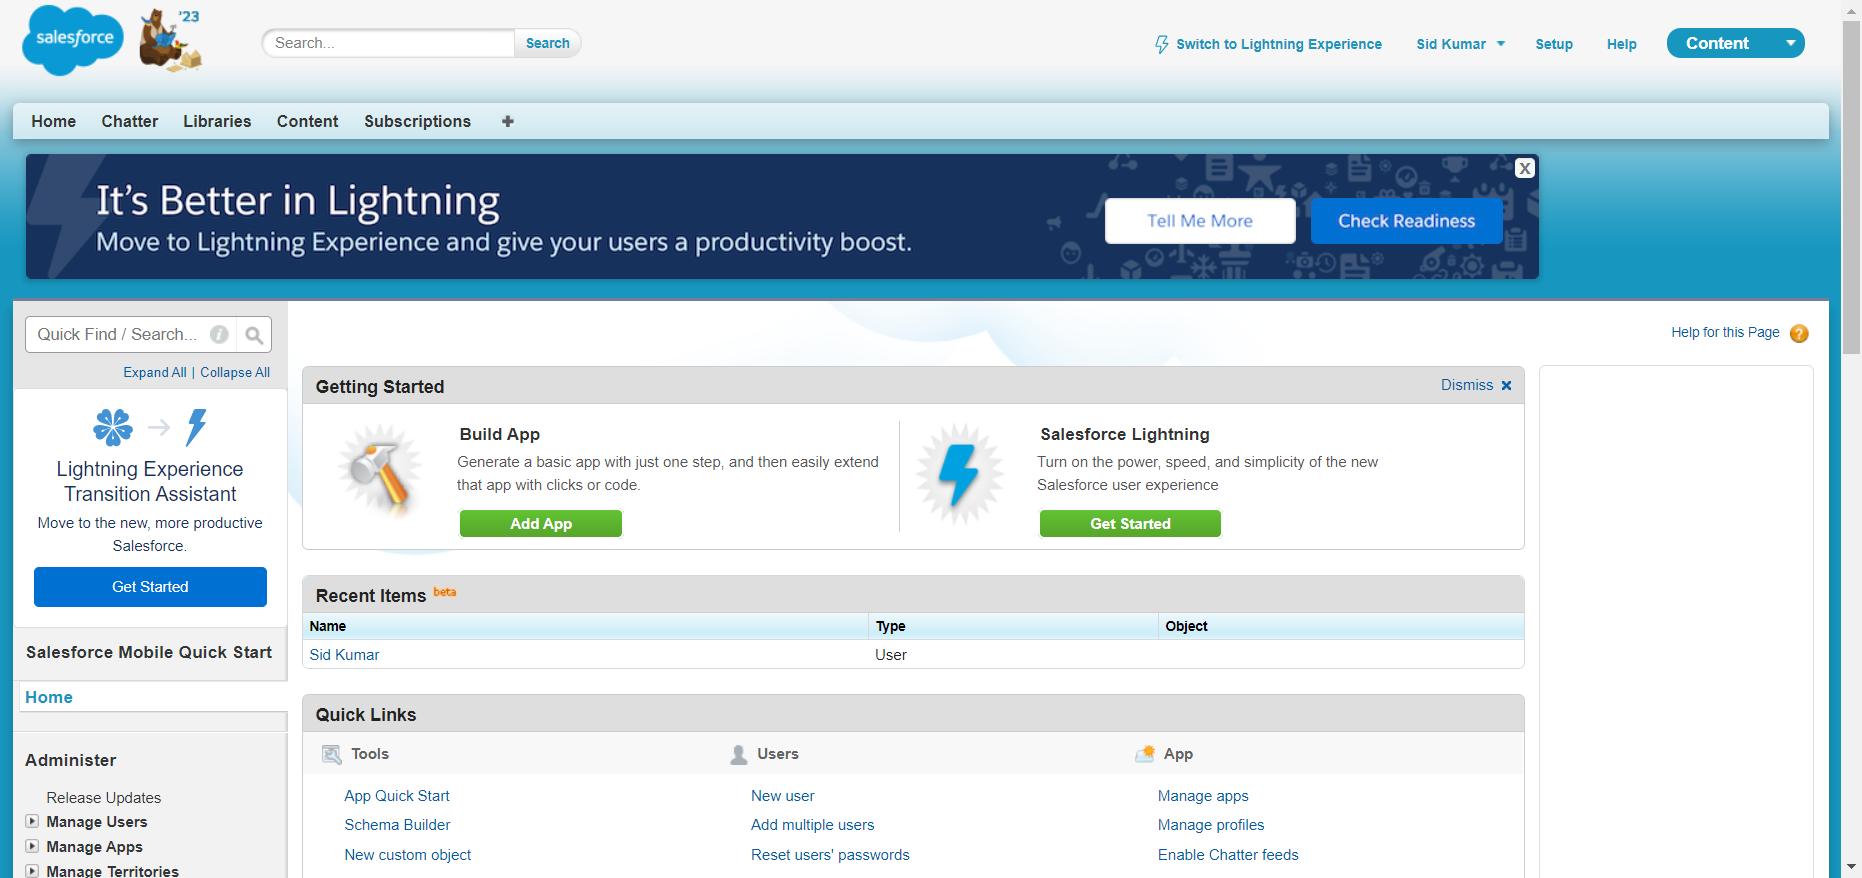 salesforce
'23
Search...
Search
Switch to Lightning Experience
Sid Kumar
Setup
Help
Content
Home
Chatter
Libraries
Content
Subscriptions
It's Better in Lightning
Move to Lightning Experience and give your users a productivity boost.
Tell Me More
Check Readiness
X
Quick Find / Search...
Expand All | Collapse All
Lightning Experience
Transition Assistant
Move to the new, more productive
Salesforce.
Get Started
Salesforce Mobile Quick Start
Home
Administer
Release Updates
Manage Users
Manage Apps
Manage Territories
Help for this Page
Getting Started
Dismiss
Build App
Generate a basic app with just one step, and then easily extend
that app with clicks or code.
Add App
Salesforce Lightning
Turn on the power, speed, and simplicity of the new
Salesforce user experience
Get Started
Recent Items beta
Name Type Object
Sid Kumar User
Quick Links
Tools
App Quick Start
Schema Builder
New custom object
Users
New user
Add multiple users
Reset users' passwords
App
Manage apps
Manage profiles
Enable Chatter feeds